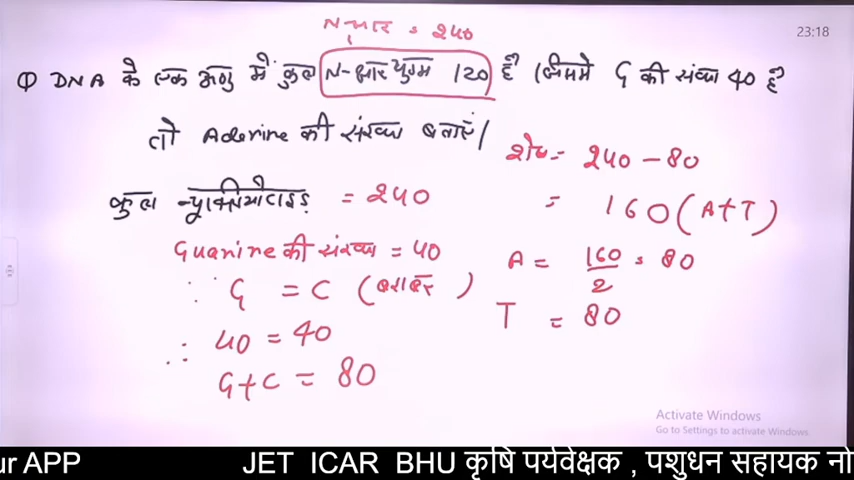 N-क्षार = 240
23:18
Q DNA के एक अणु में कुल N-क्षार युग्म 120 है (जिसमे G की संख्या 40 है
तो Adenine की संख्या बताएं।
शेष = 240 - 80
कुल न्यूक्लियोटाइड = 240
= 160 (A+T)
Guanine की संख्या = 40
A = 160/2 = 80
∵ G = C (बराबर )
T = 80
∴ 40 = 40
G+C = 80
Activate Windows
Go to Settings to activate Windows.
ur APP JET ICAR BHU कृषि पर्यवेक्षक , पशुधन सहायक नो